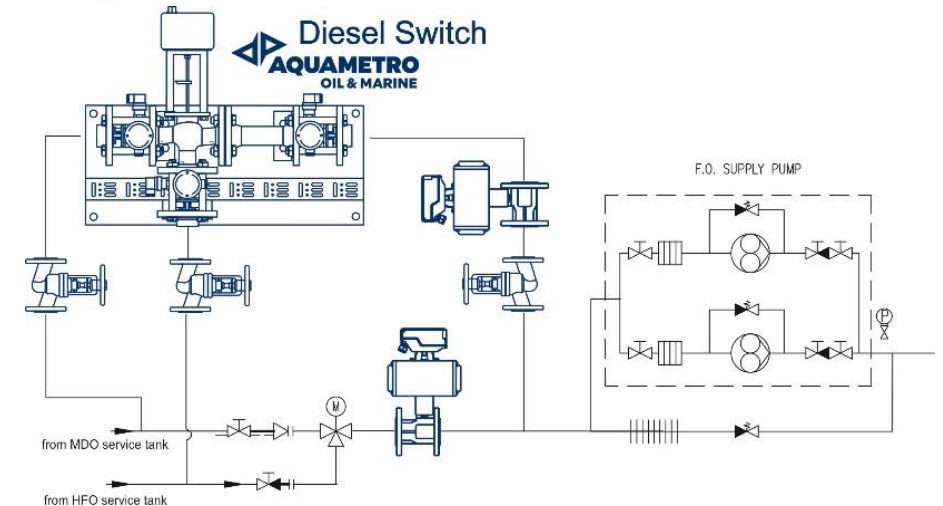 Diesel Switch
AQUAMETRO
OIL & MARINE
F.O. SUPPLY PUMP
P
M
from MDO service tank
from HFO service tank